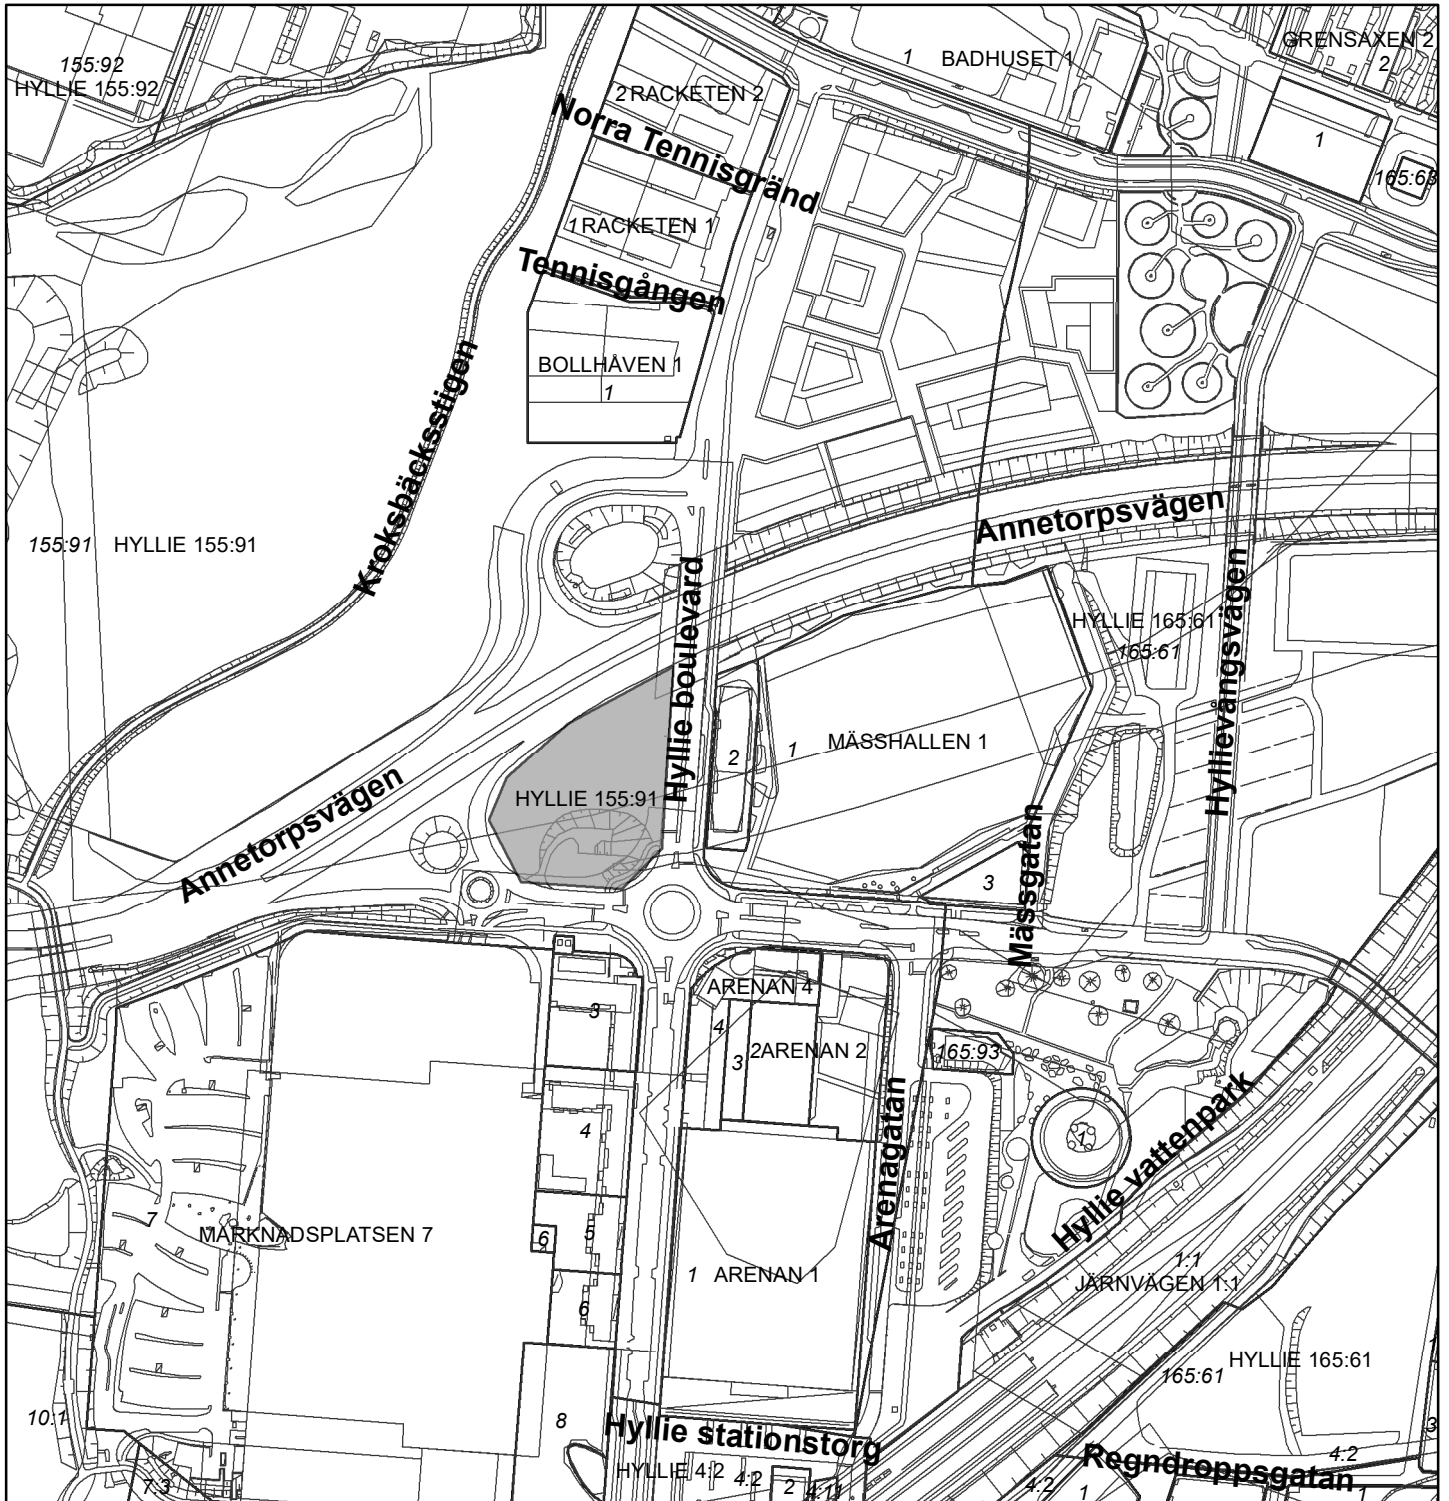 155:92
HYLLIE 155:92
1
BADHUSET 1
GRENSAXEN 2
2
2 RACKETEN 2
Norra Tennisgränd
1
165:63
1 RACKETEN 1
Tennisgången
BOLLHÅVEN 1
1
Kroksbäcksstigen
155:91
HYLLIE 155:91
Annetorpsvägen
Hyllie boulevard
Hyllievångsvägen
HYLLIE 165:61
165:61
2
1
MÄSSHALLEN 1
HYLLIE 155:91
Annetorpsvägen
Mässgatan
3
ARENAN 4
3
4
3
2 ARENAN 2
165:93
4
Arenagatan
1
Hyllie vattenpark
7
MARKNADSPLATSEN 7
5
6
1
ARENAN 1
1:1
JÄRNVÄGEN 1:1
6
HYLLIE 165:61
165:61
10:1
8
Hyllie stationstorg
HYLLIE 4:2
4:2
2
4:11
4:2
1
Regndroppsgatan
4:2
1
3
7:3